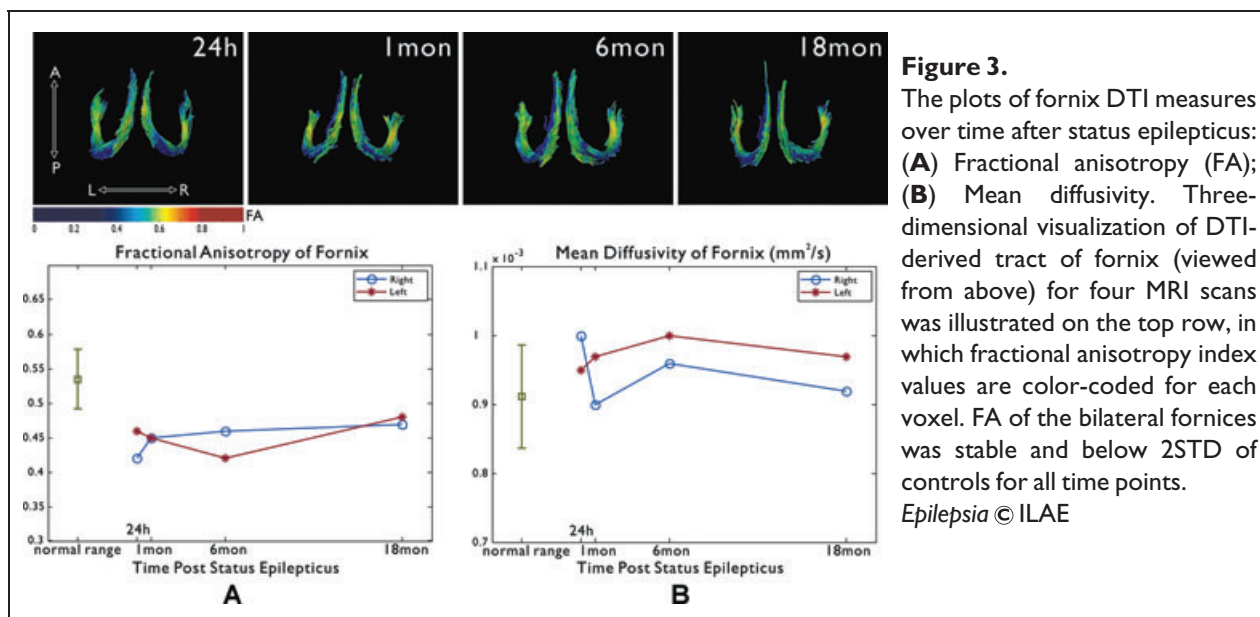 24h
1mon
6mon
18mon
A
P
L R
FA
0 0.2 0.4 0.6 0.8 1
Fractional Anisotropy of Fornix
Right
Left
0.65
0.6
0.55
0.5
0.45
0.4
0.35
0.3
24h
normal range 1mon 6mon 18mon
Time Post Status Epilepticus
A
Mean Diffusivity of Fornix (mm²/s)
× 10⁻³
Right
Left
1.1
1
0.9
0.8
0.7
24h
normal range 1mon 6mon 18mon
Time Post Status Epilepticus
B
Figure 3.
The plots of fornix DTI measures
over time after status epilepticus:
(A) Fractional anisotropy (FA);
(B) Mean diffusivity. Three-
dimensional visualization of DTI-
derived tract of fornix (viewed
from above) for four MRI scans
was illustrated on the top row, in
which fractional anisotropy index
values are color-coded for each
voxel. FA of the bilateral fornices
was stable and below 2STD of
controls for all time points.
Epilepsia © ILAE